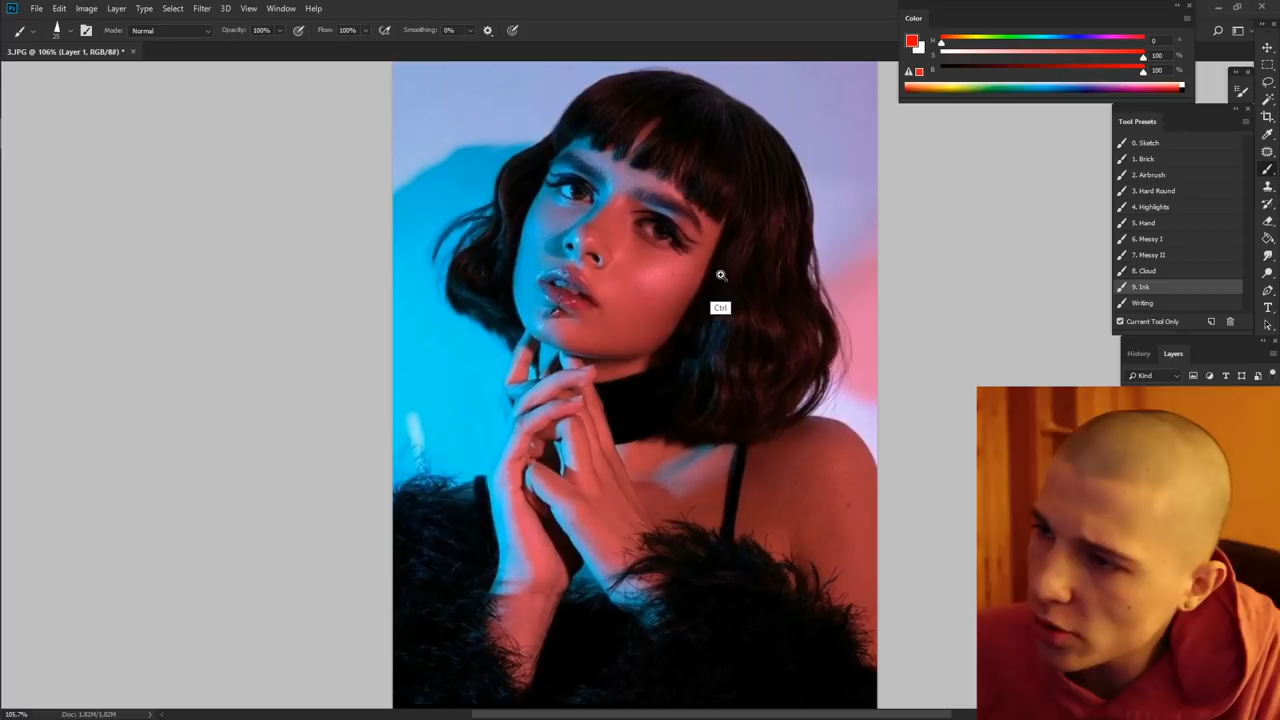 Ps File Edit Image Layer Type Select Filter 3D View Window Help
25 Mode: Normal Opacity: 100% Flow: 100% Smoothing: 0%
3.JPG @ 106% (Layer 1, RGB/8#) *
Color
H 0 °
S 100 %
B 100 %
Tool Presets
0. Sketch
1. Brick
2. Airbrush
3. Hard Round
4. Highlights
5. Hand
6. Messy I
7. Messy II
8. Cloud
9. Ink
Writing
Current Tool Only
History Layers
Kind
Ctrl
105,7% Doc: 1,82M/1,82M